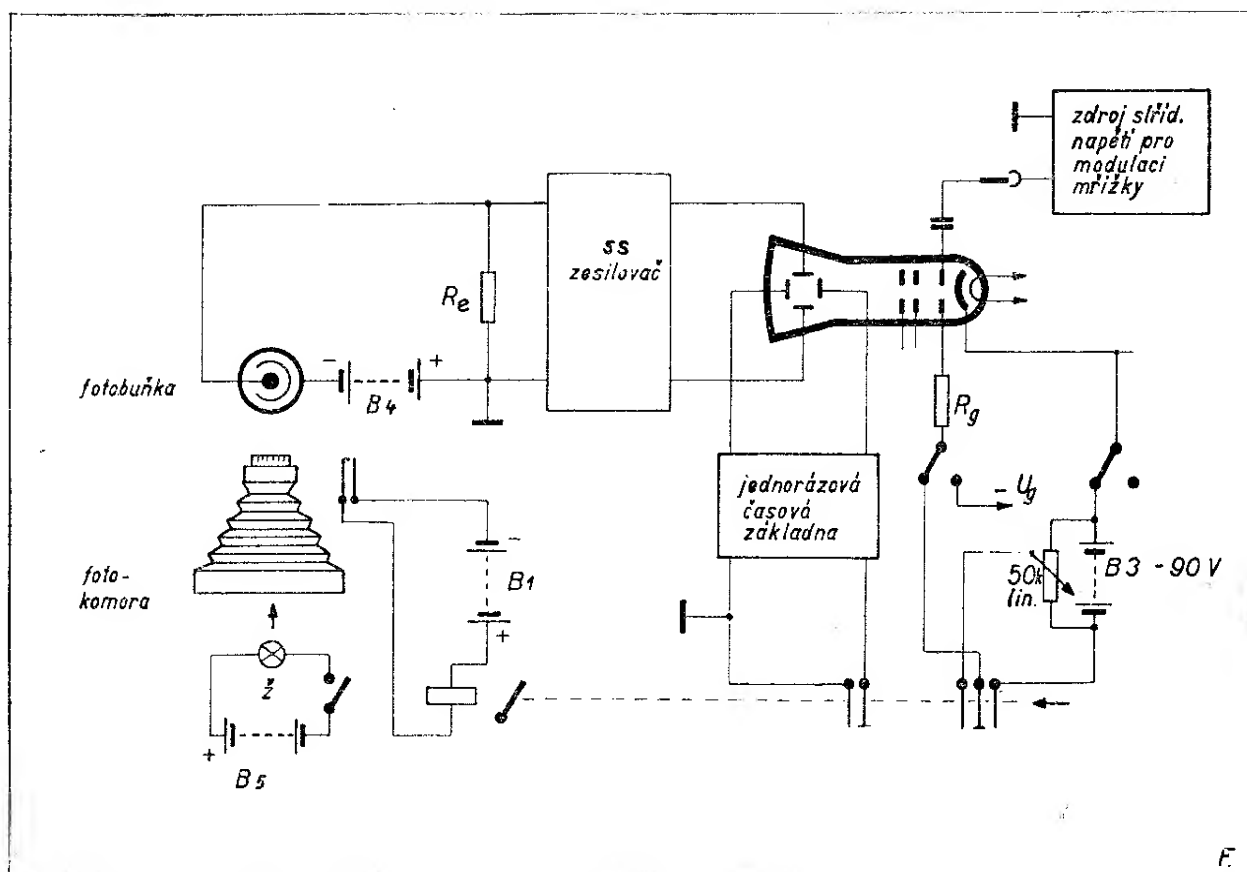 zdroj stříd.
napětí pro
modulaci
mřížky
ss
zesilovač
Re
fotobuňka
-
+
B4
Rg
- Ug
jednorázová
časová
základna
-
B1
+
50k
lin.
B3 - 90 V
foto-
komora
ž
+
B5
F.